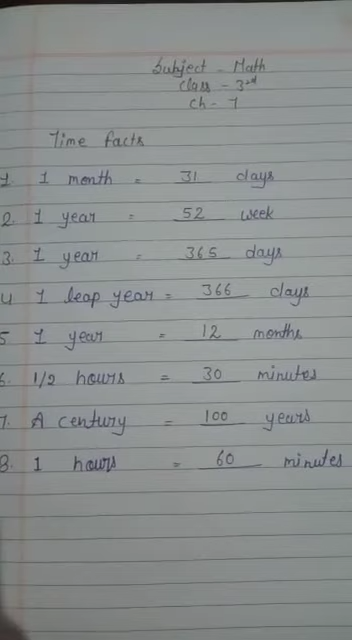 Subject - Math
Class - 3rd
Ch - 7
Time facts
1. 1 month = 31 days
2. 1 year = 52 week
3. 1 year = 365 days
4 1 leap year = 366 days
5 1 year = 12 months
6. 1/2 hours = 30 minutes
7. A century = 100 years
8. 1 hours = 60 minutes